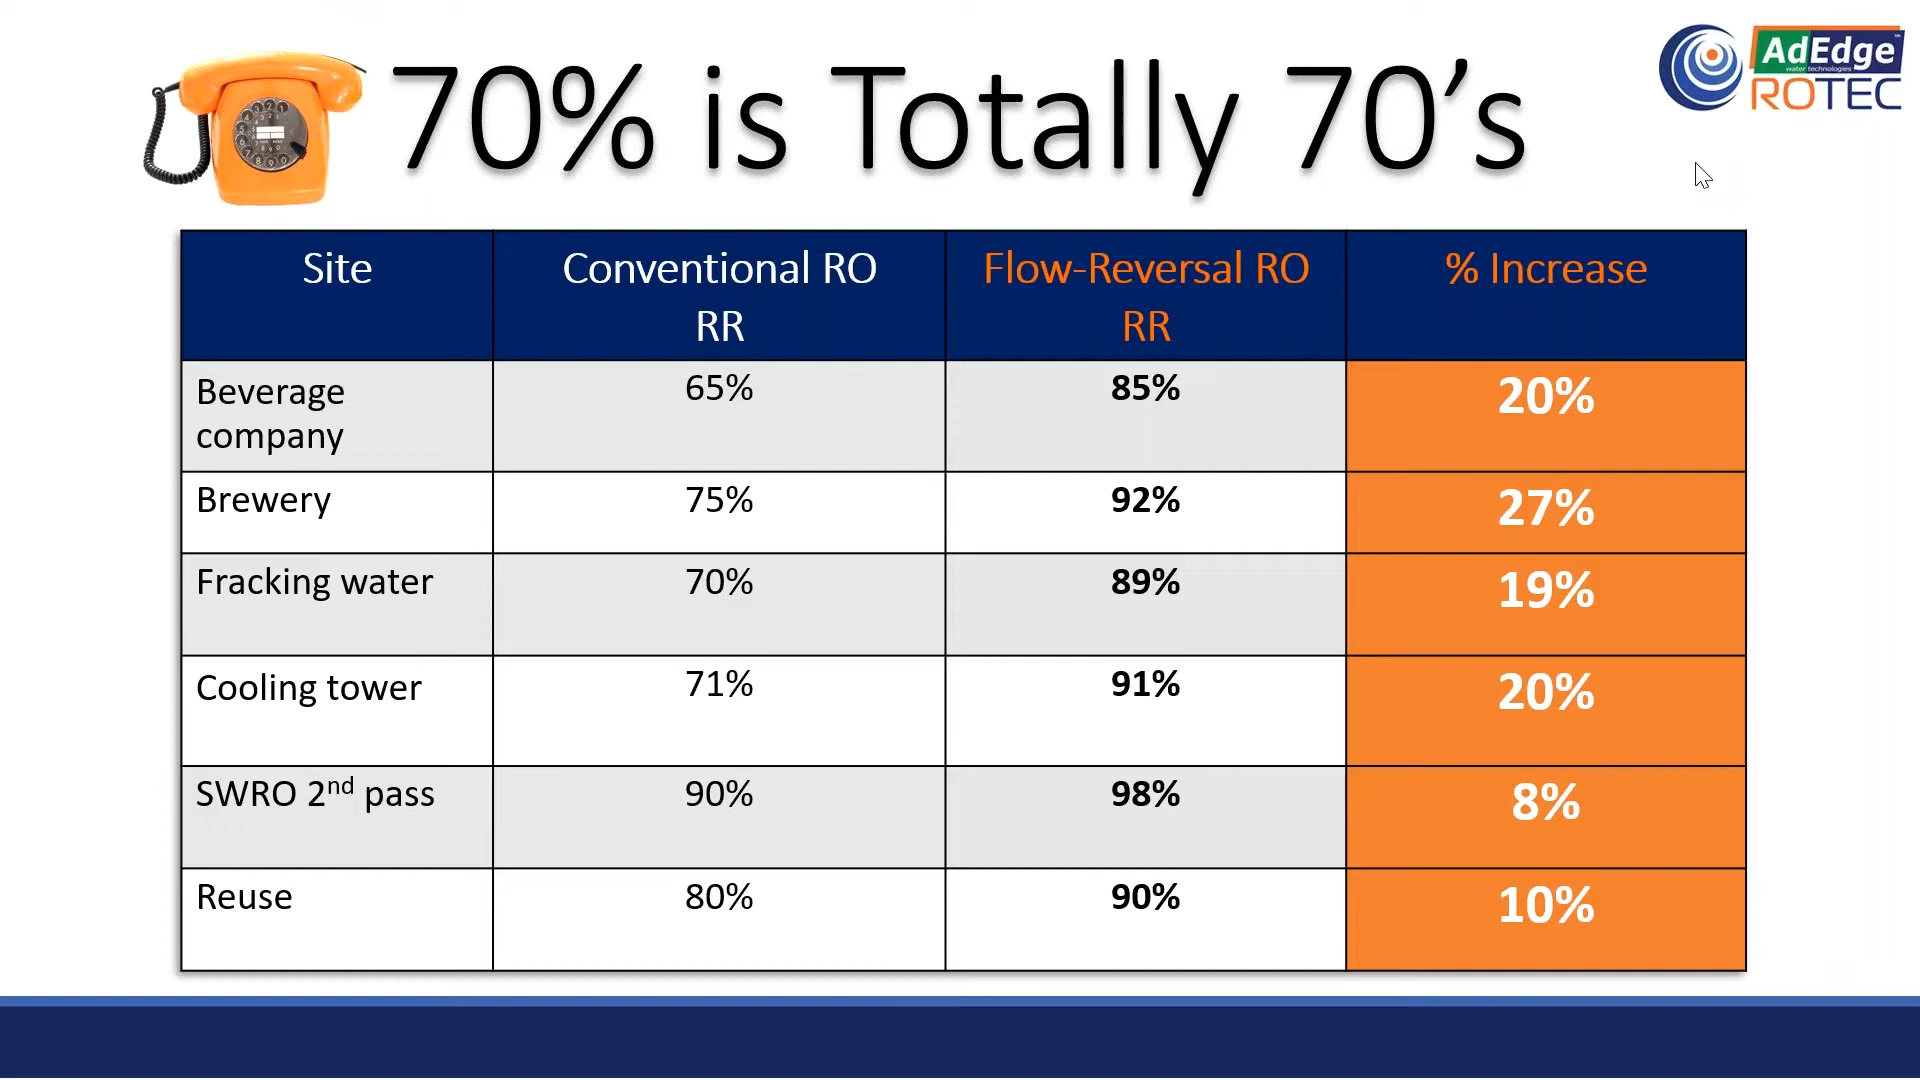 70% is Totally 70’s
AdEdge
water technologies
ROTEC
Site
Conventional RO
RR
Flow-Reversal RO
RR
% Increase
Beverage
company
65%
85%
20%
Brewery
75%
92%
27%
Fracking water
70%
89%
19%
Cooling tower
71%
91%
20%
SWRO 2nd pass
90%
98%
8%
Reuse
80%
90%
10%